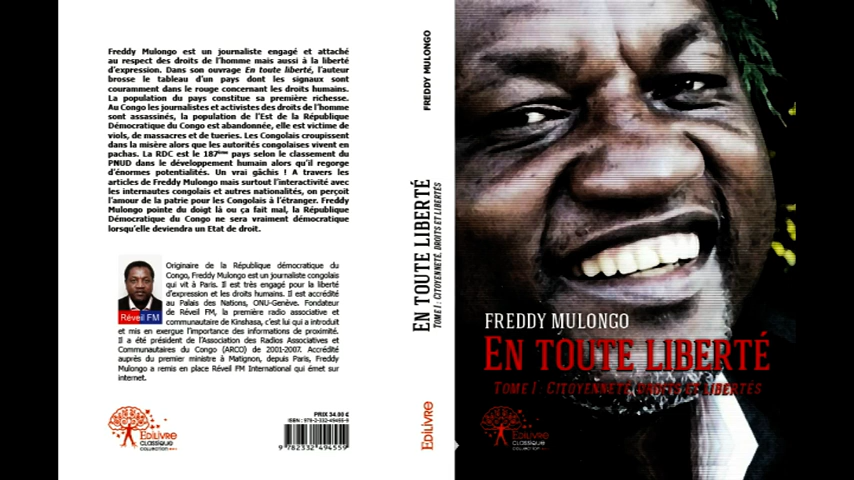 Freddy Mulongo est un journaliste engagé et attaché
au respect des droits de l'homme mais aussi à la liberté
d'expression. Dans son ouvrage En toute liberté, l'auteur
brosse le tableau d'un pays dont les signaux sont
couramment dans le rouge concernant les droits humains.
La population du pays constitue sa première richesse.
Au Congo les journalistes et activistes des droits de l'homme
sont assassinés, la population de l'Est de la République
Démocratique du Congo est abandonnée, elle est victime de
viols, de massacres et de tueries. Les Congolais croupissent
dans la misère alors que les autorités congolaises vivent en
pachas. La RDC est le 187ème pays selon le classement du
PNUD dans le développement humain alors qu'il regorge
d'énormes potentialités. Un vrai gâchis ! A travers les
articles de Freddy Mulongo mais surtout l'interactivité avec
les internautes congolais et autres nationalités, on perçoit
l'amour de la patrie pour les Congolais à l'étranger. Freddy
Mulongo pointe du doigt là ou ça fait mal, la République
Démocratique du Congo ne sera vraiment démocratique
lorsqu'elle deviendra un Etat de droit.
Originaire de la République démocratique du
Congo, Freddy Mulongo est un journaliste congolais
qui vit à Paris. Il est très engagé pour la liberté
d'expression et les droits humains. Il est accrédité
au Palais des Nations, ONU-Genève. Fondateur
de Réveil FM, la première radio associative et
communautaire de Kinshasa, c'est lui qui a introduit
et mis en exergue l'importance des informations de proximité.
Il a été président de l'Association des Radios Associatives et
Communautaires du Congo (ARCO) de 2001-2007. Accrédité
auprès du premier ministre à Matignon, depuis Paris, Freddy
Mulongo a remis en place Réveil FM International qui émet sur
internet.
Réveil FM
EDILIVRE
CLASSIQUE
COLLECTION
PRIX 34.00 €
ISBN : 978-2-332-49455-9
9 782332 494559
FREDDY MULONGO
EN TOUTE LIBERTÉ
TOME I : CITOYENNETÉ, DROITS ET LIBERTÉS
EDILIVRE
FREDDY MULONGO
EN TOUTE LIBERTÉ
TOME I : CITOYENNETÉ, DROITS ET LIBERTÉS
EDILIVRE
CLASSIQUE
COLLECTION